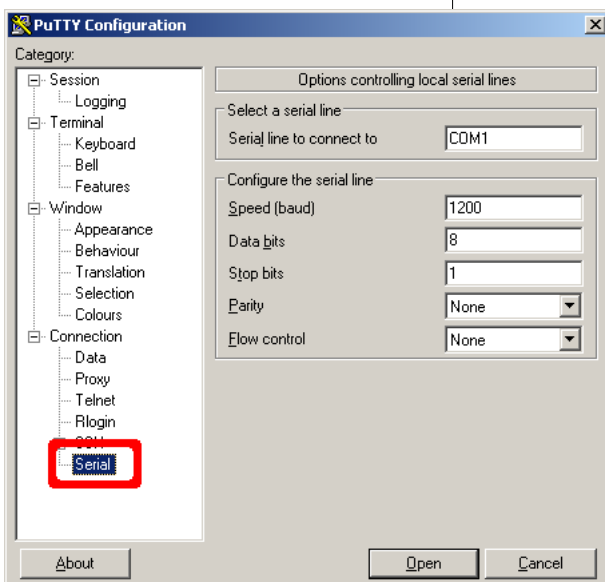 PuTTY Configuration
Category:
Session
Logging
Terminal
Keyboard
Bell
Features
Window
Appearance
Behaviour
Translation
Selection
Colours
Connection
Data
Proxy
Telnet
Rlogin
Serial
Options controlling local serial lines
Select a serial line
Serial line to connect to COM1
Configure the serial line
Speed (baud) 1200
Data bits 8
Stop bits 1
Parity None
Flow control None
About Open Cancel